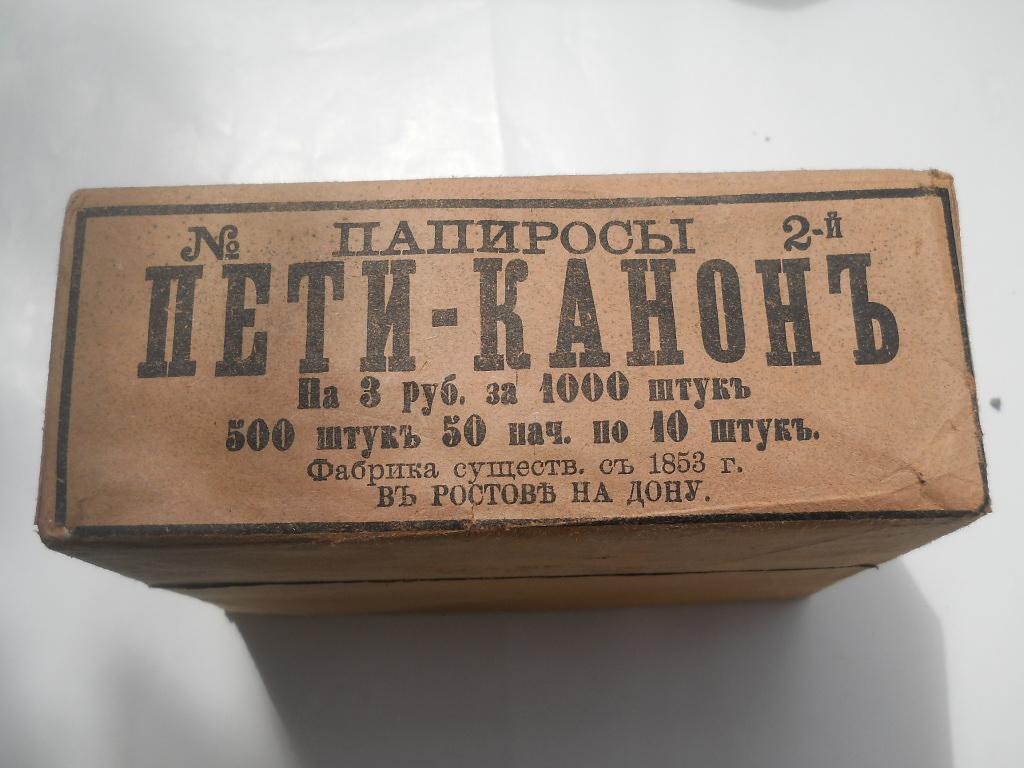 № ПАПИРОСЫ 2-й
ПЕТИ-КАНОНЪ
На 3 руб. за 1000 штукъ
500 штукъ 50 пач. по 10 штукъ.
Фабрика существ. съ 1853 г.
ВЪ РОСТОВѢ НА ДОНУ.